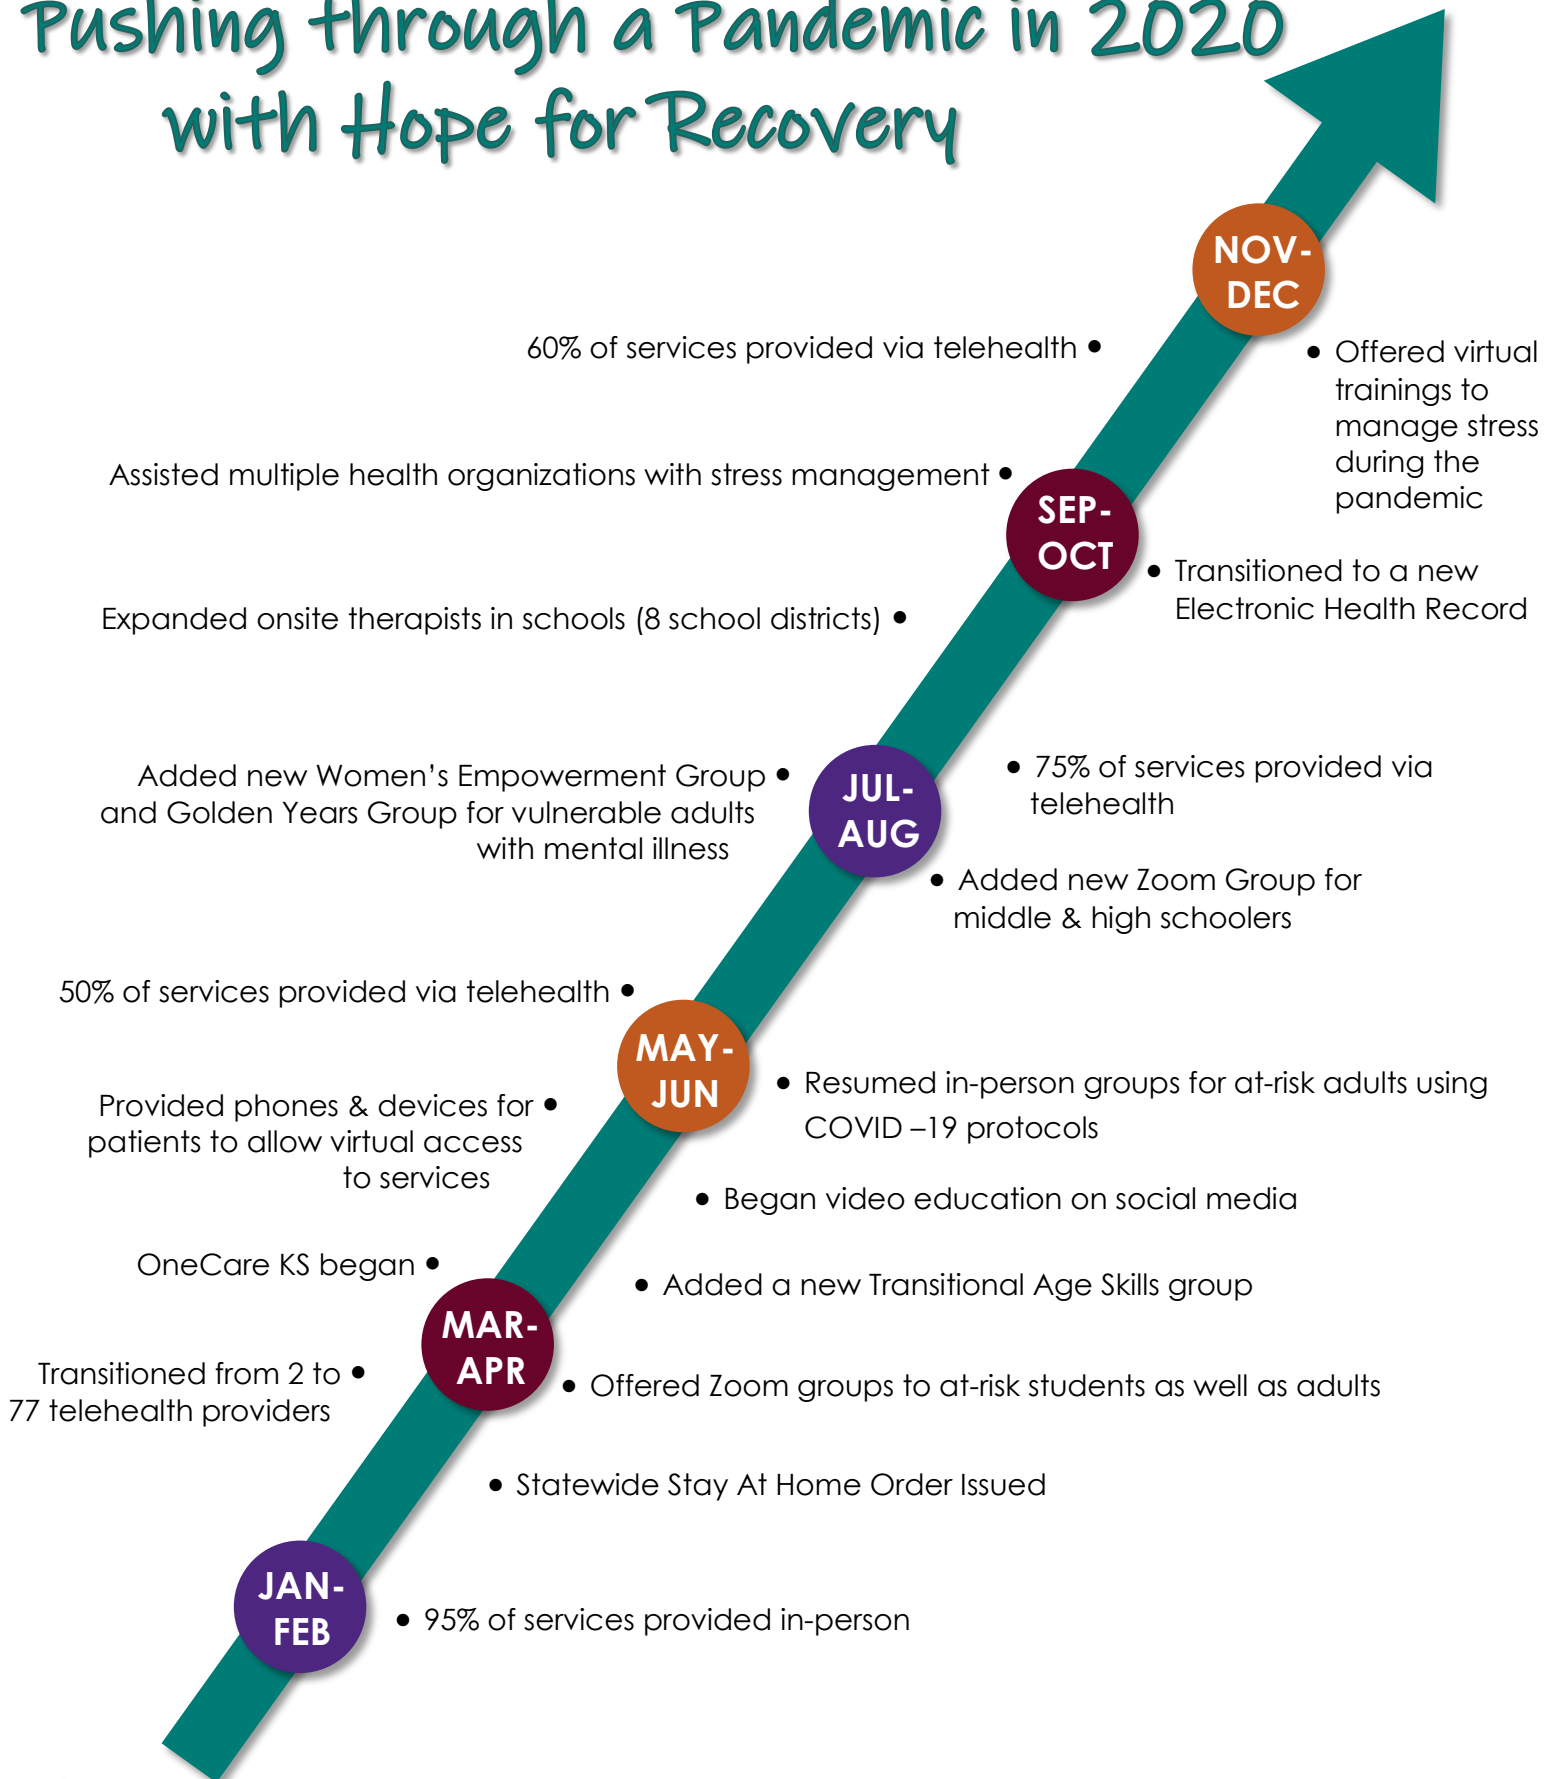 Pushing through a Pandemic in 2020
with Hope for Recovery
NOV-
DEC
60% of services provided via telehealth •
• Offered virtual
trainings to
manage stress
during the
pandemic
Assisted multiple health organizations with stress management •
SEP-
OCT
• Transitioned to a new
Electronic Health Record
Expanded onsite therapists in schools (8 school districts) •
Added new Women’s Empowerment Group •
and Golden Years Group for vulnerable adults
with mental illness
JUL-
AUG
• 75% of services provided via
telehealth
• Added new Zoom Group for
middle & high schoolers
50% of services provided via telehealth •
MAY-
JUN
• Resumed in-person groups for at-risk adults using
COVID –19 protocols
Provided phones & devices for •
patients to allow virtual access
to services
• Began video education on social media
OneCare KS began •
• Added a new Transitional Age Skills group
MAR-
APR
Transitioned from 2 to •
77 telehealth providers
• Offered Zoom groups to at-risk students as well as adults
• Statewide Stay At Home Order Issued
JAN-
FEB
• 95% of services provided in-person